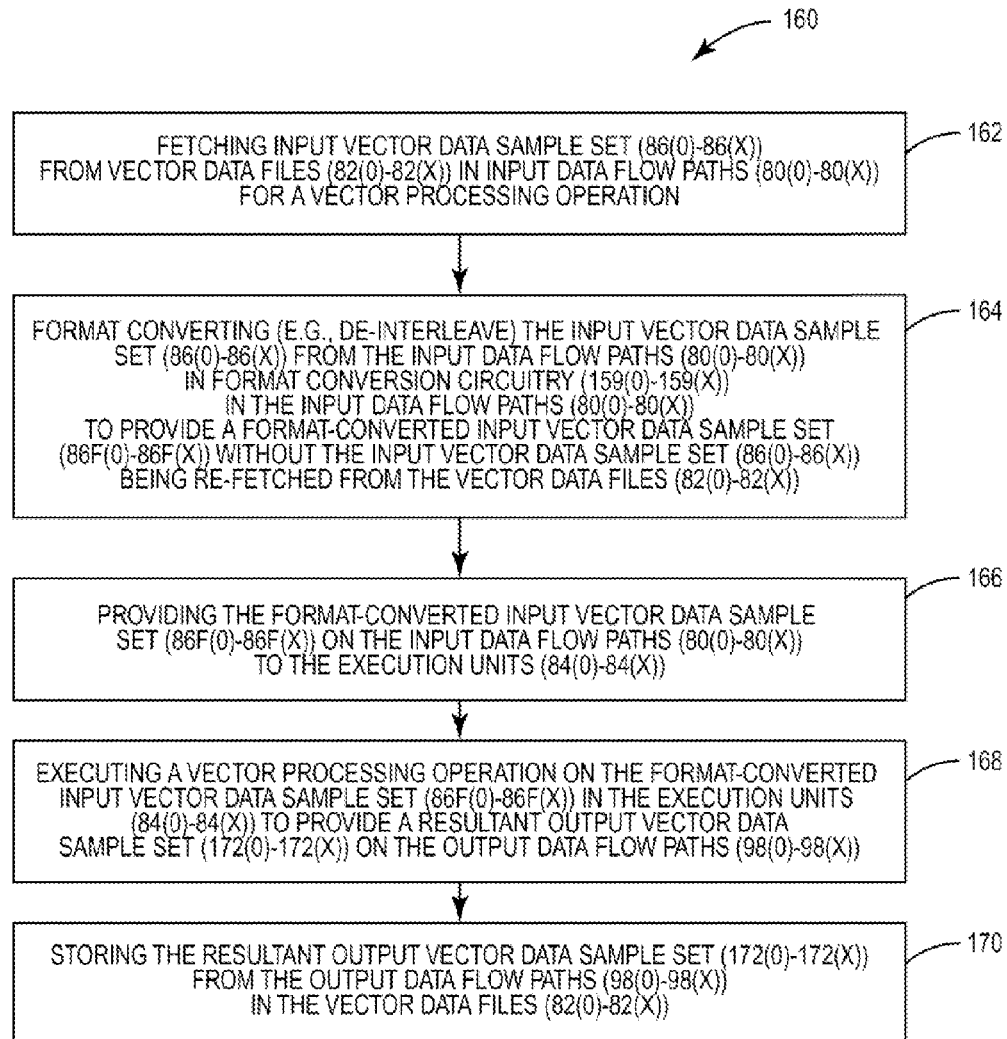 160
FETCHING INPUT VECTOR DATA SAMPLE SET (86(0)-86(X))
FROM VECTOR DATA FILES (82(0)-82(X)) IN INPUT DATA FLOW PATHS (80(0)-80(X))
FOR A VECTOR PROCESSING OPERATION
162
FORMAT CONVERTING (E.G., DE-INTERLEAVE) THE INPUT VECTOR DATA SAMPLE
SET (86(0)-86(X)) FROM THE INPUT DATA FLOW PATHS (80(0)-80(X))
IN FORMAT CONVERSION CIRCUITRY (159(0)-159(X))
IN THE INPUT DATA FLOW PATHS (80(0)-80(X))
TO PROVIDE A FORMAT-CONVERTED INPUT VECTOR DATA SAMPLE SET
(86F(0)-86F(X)) WITHOUT THE INPUT VECTOR DATA SAMPLE SET (86(0)-86(X))
BEING RE-FETCHED FROM THE VECTOR DATA FILES (82(0)-82(X))
164
PROVIDING THE FORMAT-CONVERTED INPUT VECTOR DATA SAMPLE
SET (86F(0)-86F(X)) ON THE INPUT DATA FLOW PATHS (80(0)-80(X))
TO THE EXECUTION UNITS (84(0)-84(X))
166
EXECUTING A VECTOR PROCESSING OPERATION ON THE FORMAT-CONVERTED
INPUT VECTOR DATA SAMPLE SET (86F(0)-86F(X)) IN THE EXECUTION UNITS
(84(0)-84(X)) TO PROVIDE A RESULTANT OUTPUT VECTOR DATA
SAMPLE SET (172(0)-172(X)) ON THE OUTPUT DATA FLOW PATHS (98(0)-98(X))
168
STORING THE RESULTANT OUTPUT VECTOR DATA SAMPLE SET (172(0)-172(X))
FROM THE OUTPUT DATA FLOW PATHS (98(0)-98(X))
IN THE VECTOR DATA FILES (82(0)-82(X))
170